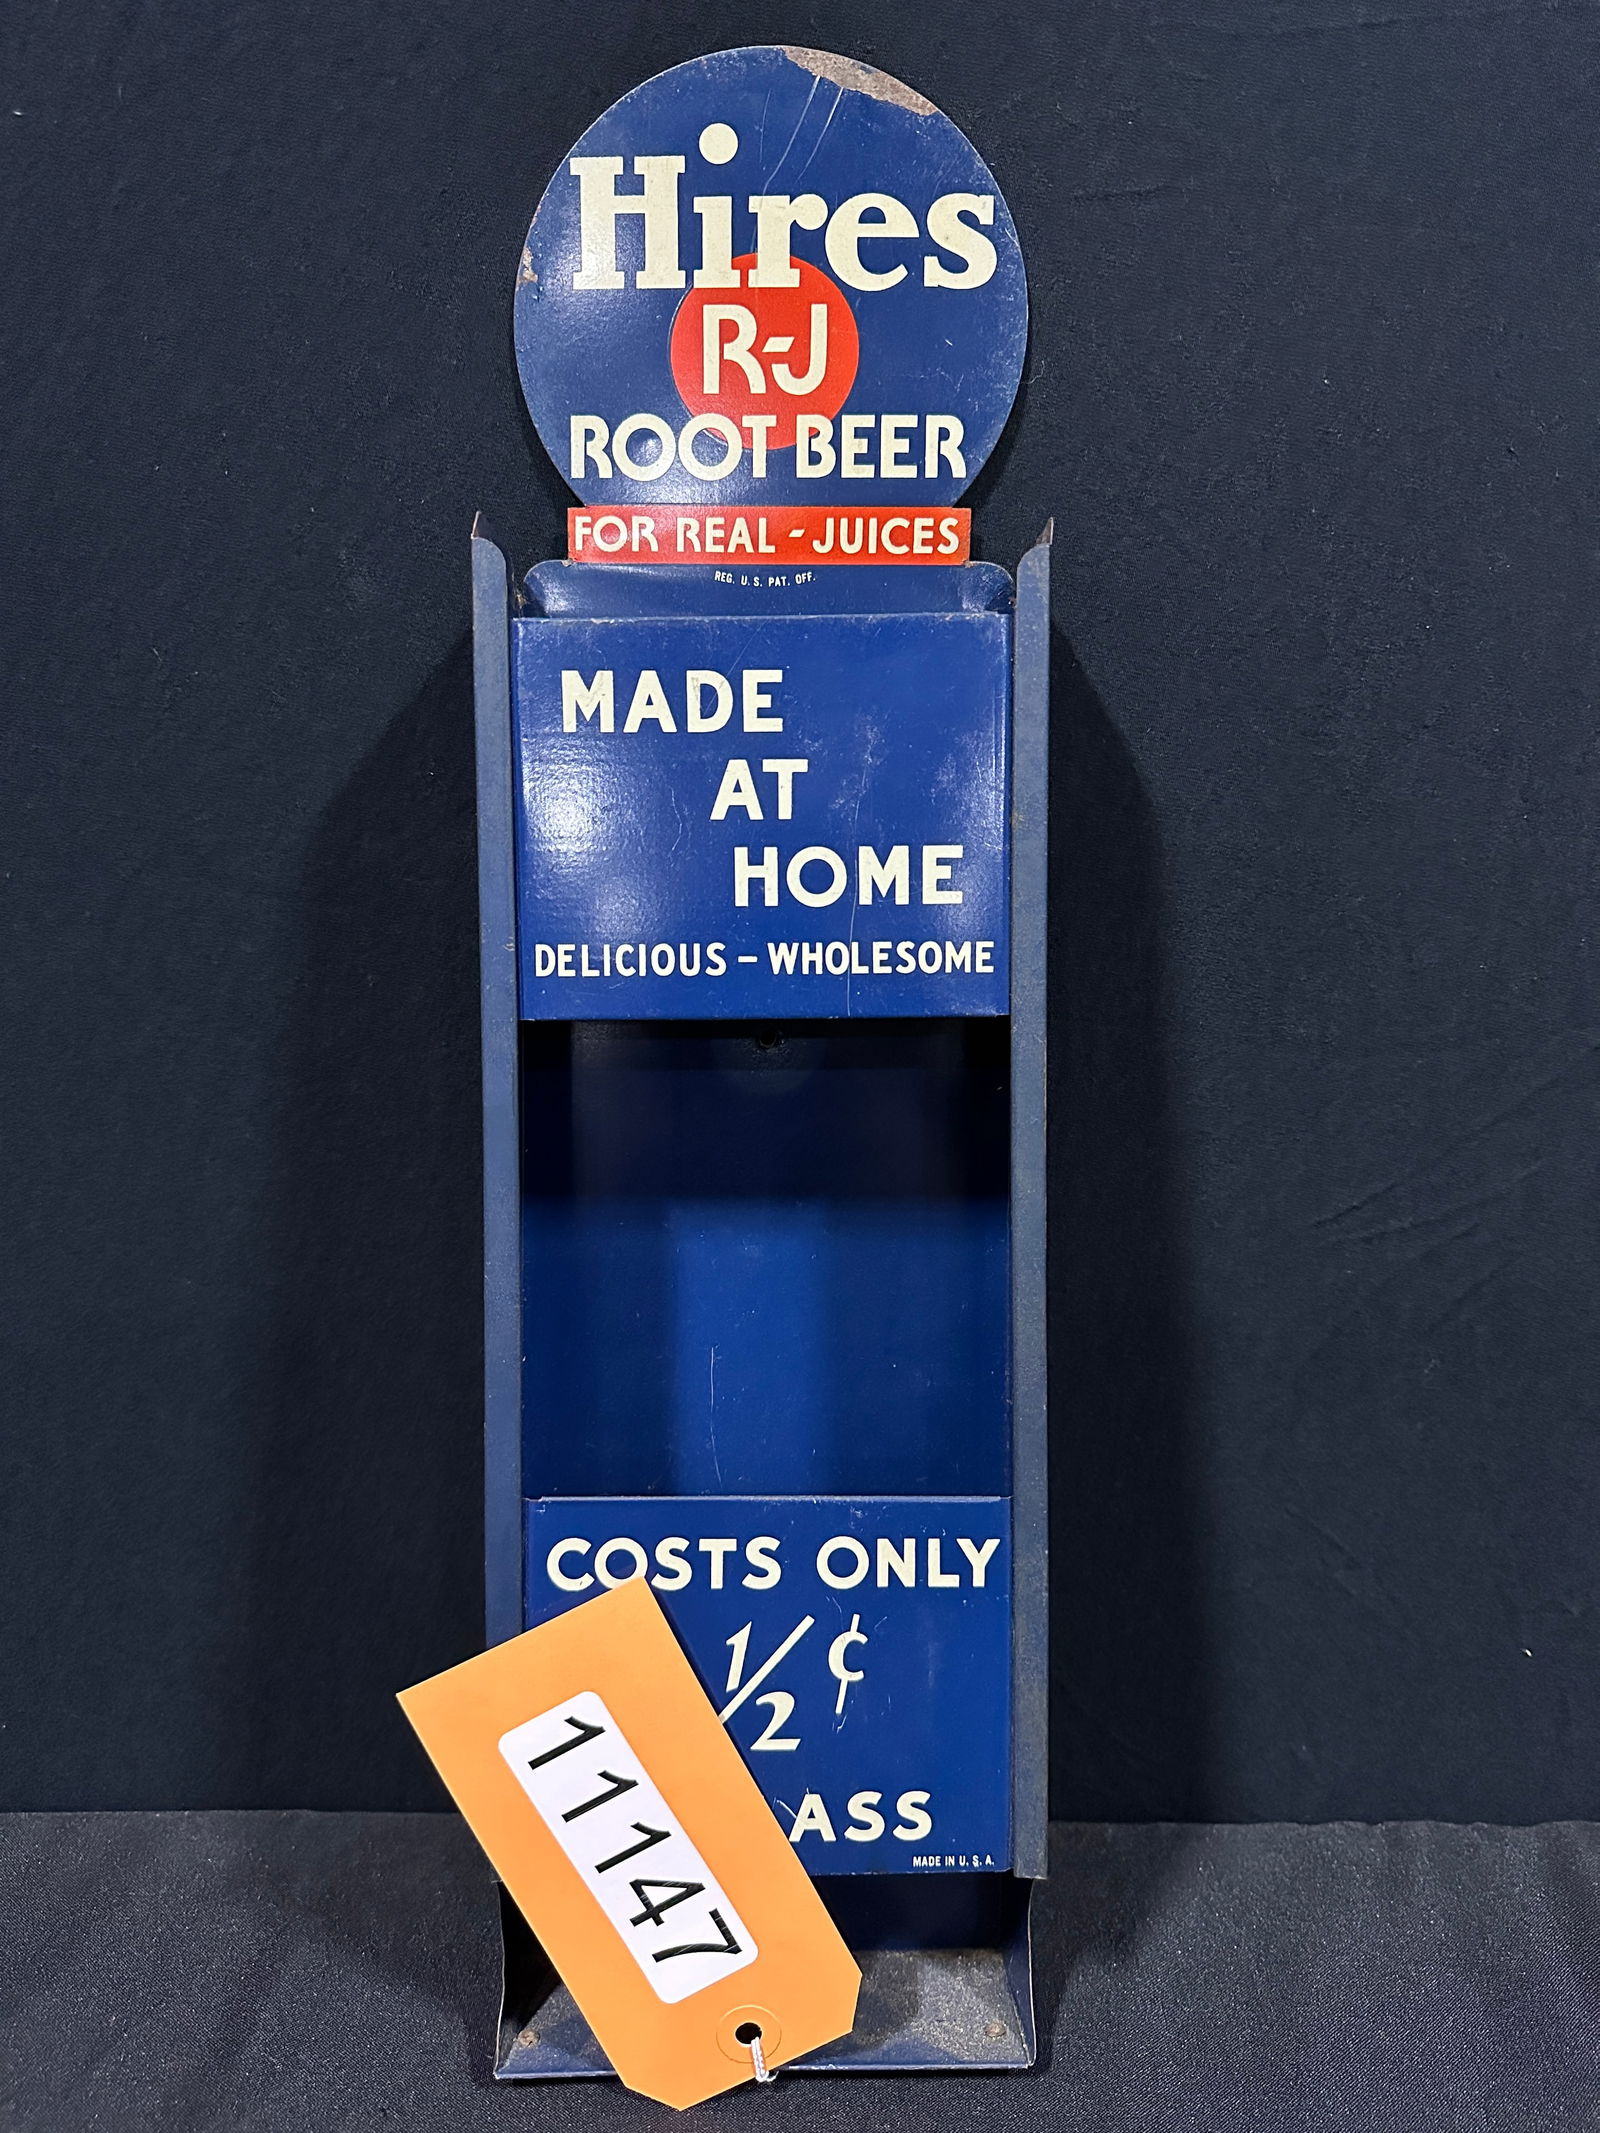 Hires
R-J
ROOT BEER
FOR REAL-JUICES
REG. U.S. PAT. OFF.
MADE
AT
HOME
DELICIOUS - WHOLESOME
COSTS ONLY
1/2 ¢
MADE IN U.S.A.
11147